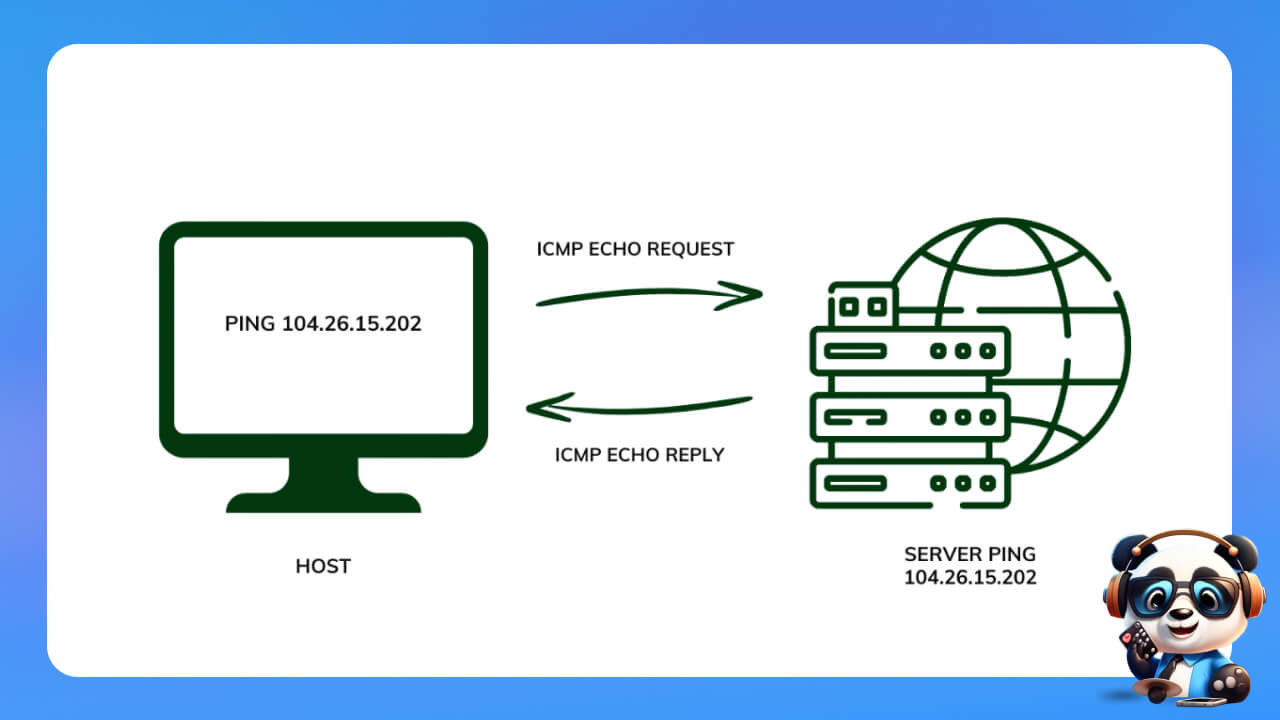 PING 104.26.15.202
ICMP ECHO REQUEST
ICMP ECHO REPLY
HOST
SERVER PING
104.26.15.202